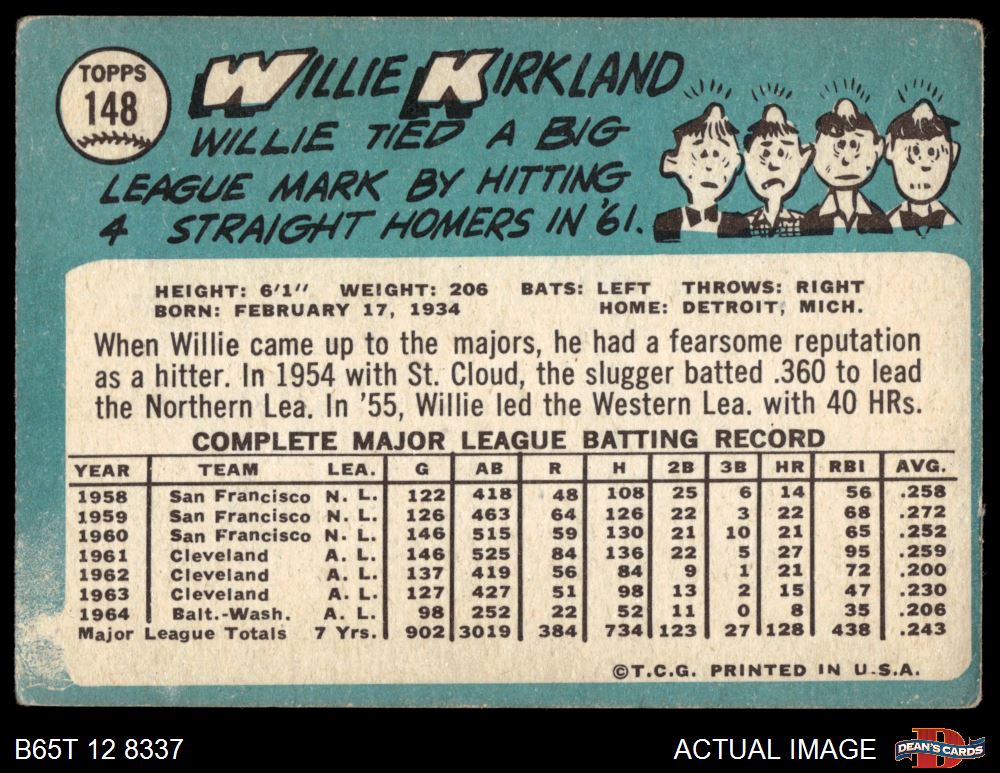 TOPPS
148
WILLIE KIRKLAND
WILLIE TIED A BIG
LEAGUE MARK BY HITTING
4 STRAIGHT HOMERS IN '61.
HEIGHT: 6'1" WEIGHT: 206 BATS: LEFT THROWS: RIGHT
BORN: FEBRUARY 17, 1934 HOME: DETROIT, MICH.
When Willie came up to the majors, he had a fearsome reputation
as a hitter. In 1954 with St. Cloud, the slugger batted .360 to lead
the Northern Lea. In '55, Willie led the Western Lea. with 40 HRs.
COMPLETE MAJOR LEAGUE BATTING RECORD
YEAR TEAM LEA. G AB R H 2B 3B HR RBI AVG.
1958 San Francisco N. L. 122 418 48 108 25 6 14 56 .258
1959 San Francisco N. L. 126 463 64 126 22 3 22 68 .272
1960 San Francisco N. L. 146 515 59 130 21 10 21 65 .252
1961 Cleveland A. L. 146 525 84 136 22 5 27 95 .259
1962 Cleveland A. L. 137 419 56 84 9 1 21 72 .200
1963 Cleveland A. L. 127 427 51 98 13 2 15 47 .230
1964 Balt.-Wash. A. L. 98 252 22 52 11 0 8 35 .206
Major League Totals 7 Yrs. 902 3019 384 734 123 27 128 438 .243
©T.C.G. PRINTED IN U.S.A.
B65T 12 8337 ACTUAL IMAGE D DEAN'S CARDS